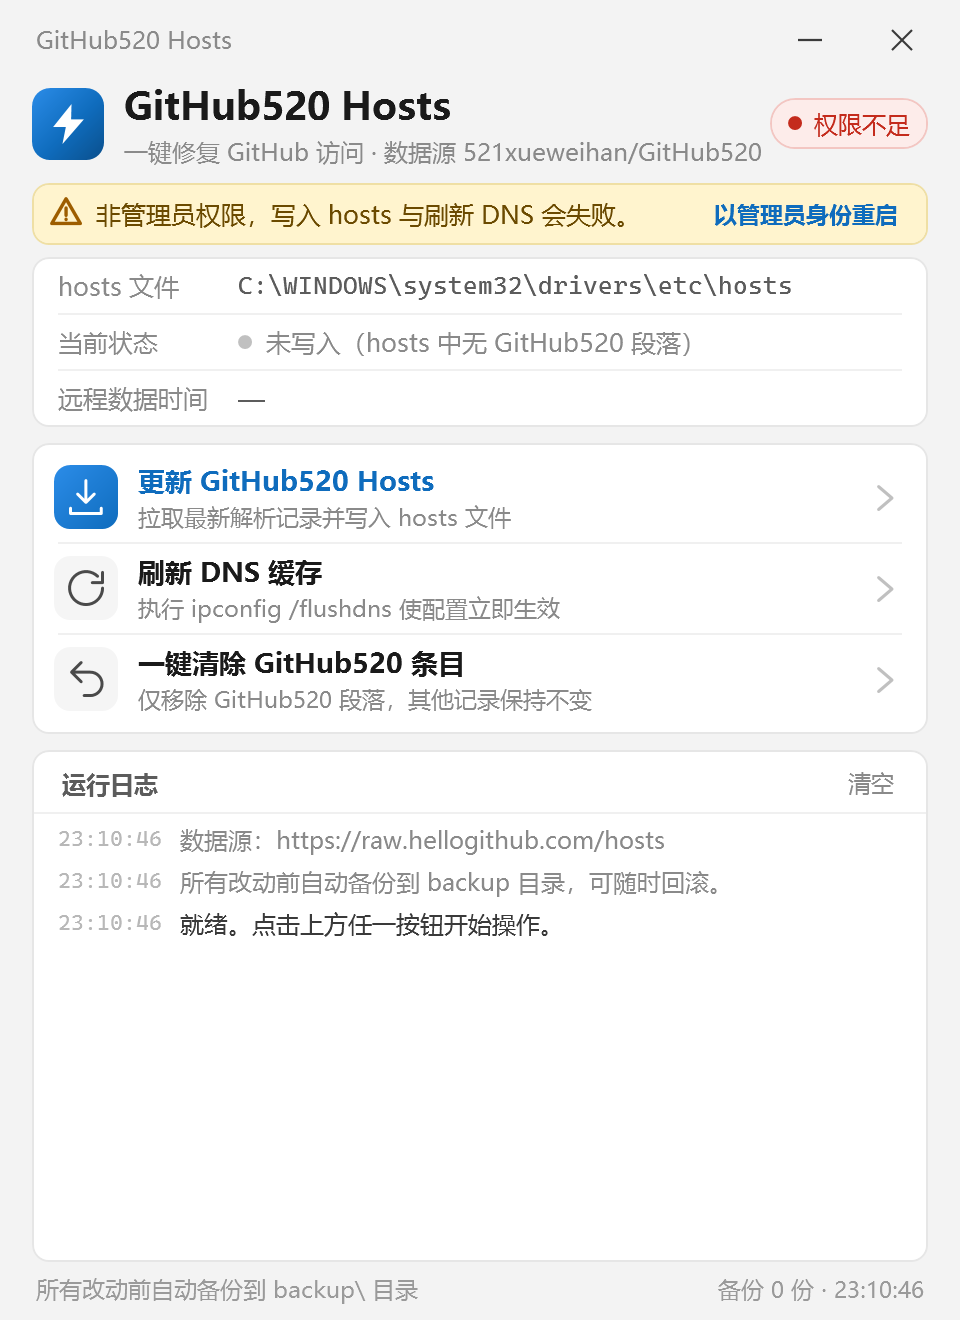 GitHub520 Hosts
GitHub520 Hosts
一键修复 GitHub 访问 · 数据源 521xueweihan/GitHub520
权限不足
非管理员权限，写入 hosts 与刷新 DNS 会失败。
以管理员身份重启
hosts 文件
C:\WINDOWS\system32\drivers\etc\hosts
当前状态
未写入（hosts 中无 GitHub520 段落）
远程数据时间
—
更新 GitHub520 Hosts
拉取最新解析记录并写入 hosts 文件
刷新 DNS 缓存
执行 ipconfig /flushdns 使配置立即生效
一键清除 GitHub520 条目
仅移除 GitHub520 段落，其他记录保持不变
运行日志
清空
23:10:46 数据源：https://raw.hellogithub.com/hosts
23:10:46 所有改动前自动备份到 backup 目录，可随时回滚。
23:10:46 就绪。点击上方任一按钮开始操作。
所有改动前自动备份到 backup\ 目录
备份 0 份 · 23:10:46